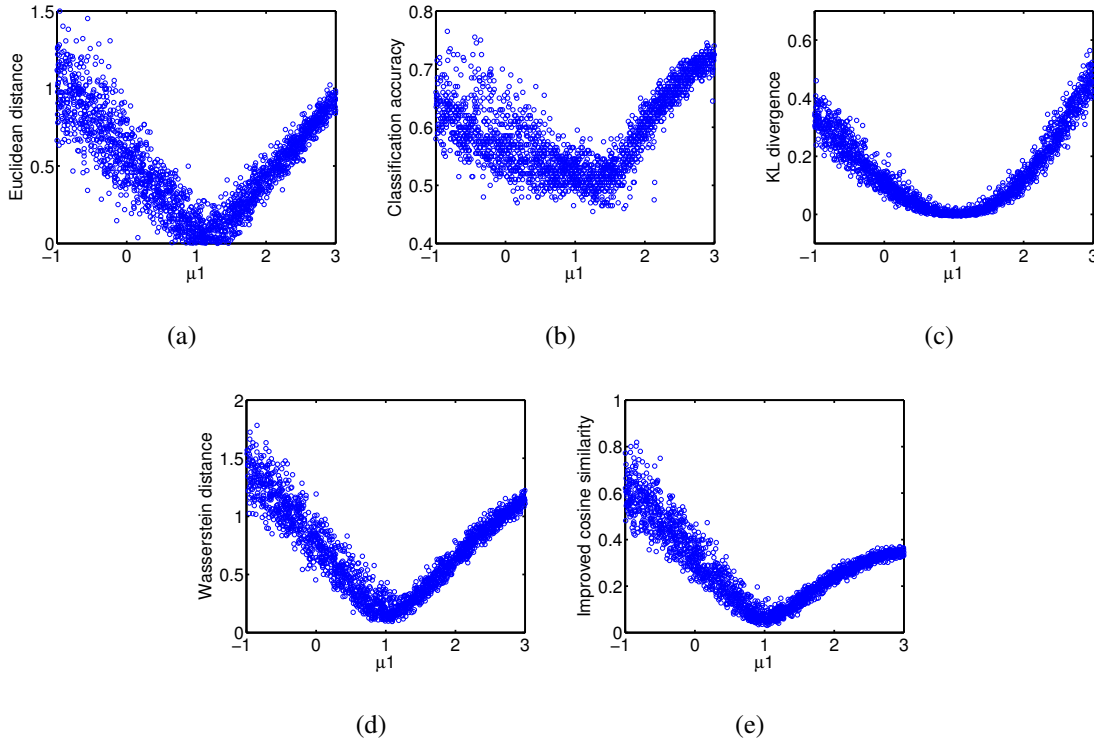 1.5
1
0.5
0
−1 0 1 2 3
μ1
Euclidean distance
(a)
0.8
0.7
0.6
0.5
0.4
−1 0 1 2 3
μ1
Classification accuracy
(b)
0.6
0.4
0.2
0
−1 0 1 2 3
μ1
KL divergence
(c)
2
1.5
1
0.5
0
−1 0 1 2 3
μ1
Wasserstein distance
(d)
1
0.8
0.6
0.4
0.2
0
−1 0 1 2 3
μ1
Improved cosine similarity
(e)